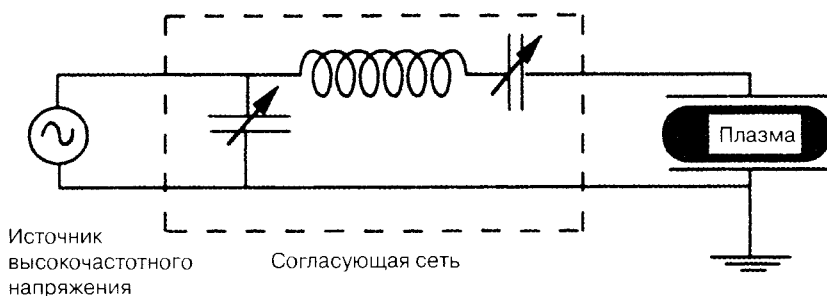 Плазма
Источник
высокочастотного
напряжения
Согласующая сеть